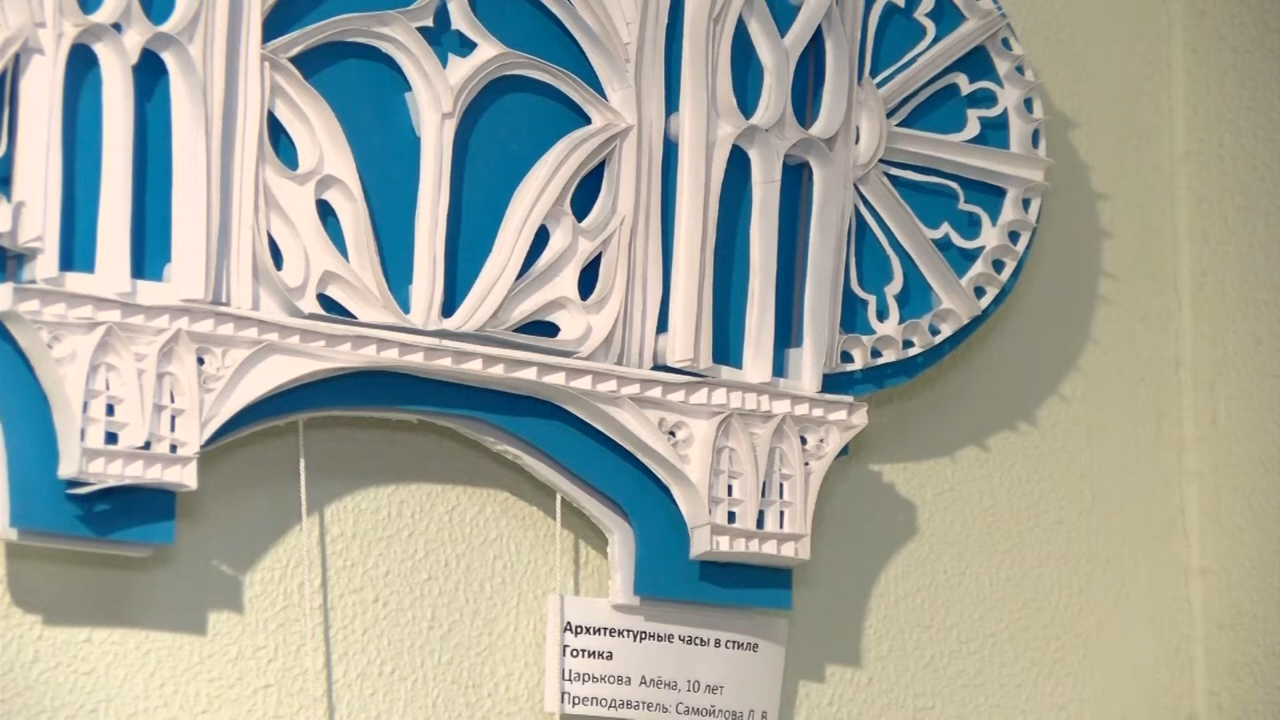 Архитектурные часы в стиле
Готика
Царькова Алёна, 10 лет
Преподаватель: Самойлова Л. В.